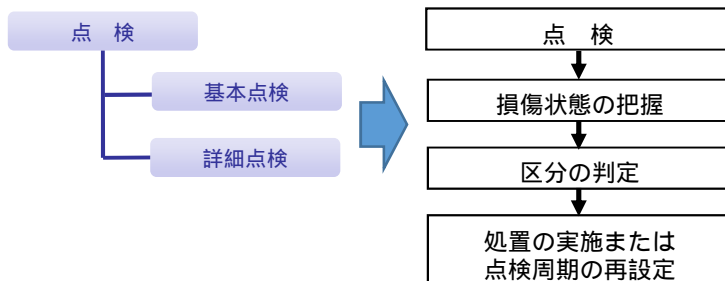 点　検
基本点検
詳細点検
点　検
損傷状態の把握
区分の判定
処置の実施または
点検周期の再設定